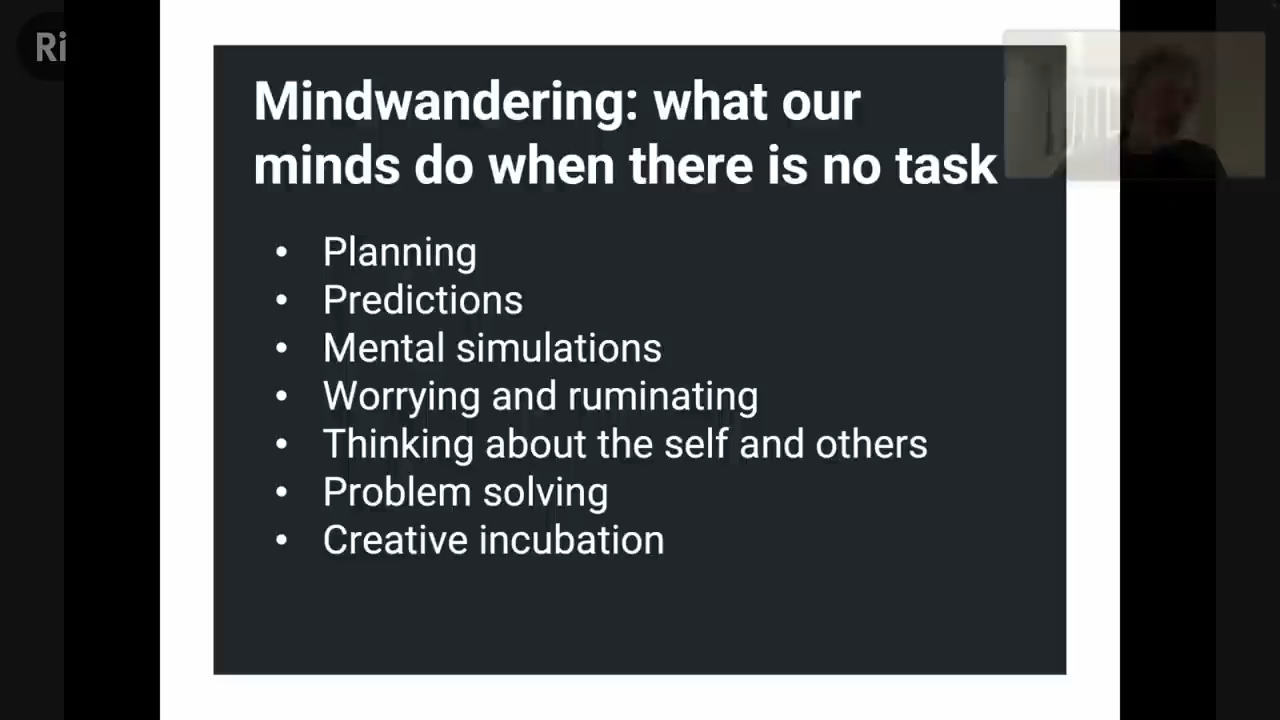 Ri
Mindwandering: what our
minds do when there is no task
• Planning
• Predictions
• Mental simulations
• Worrying and ruminating
• Thinking about the self and others
• Problem solving
• Creative incubation